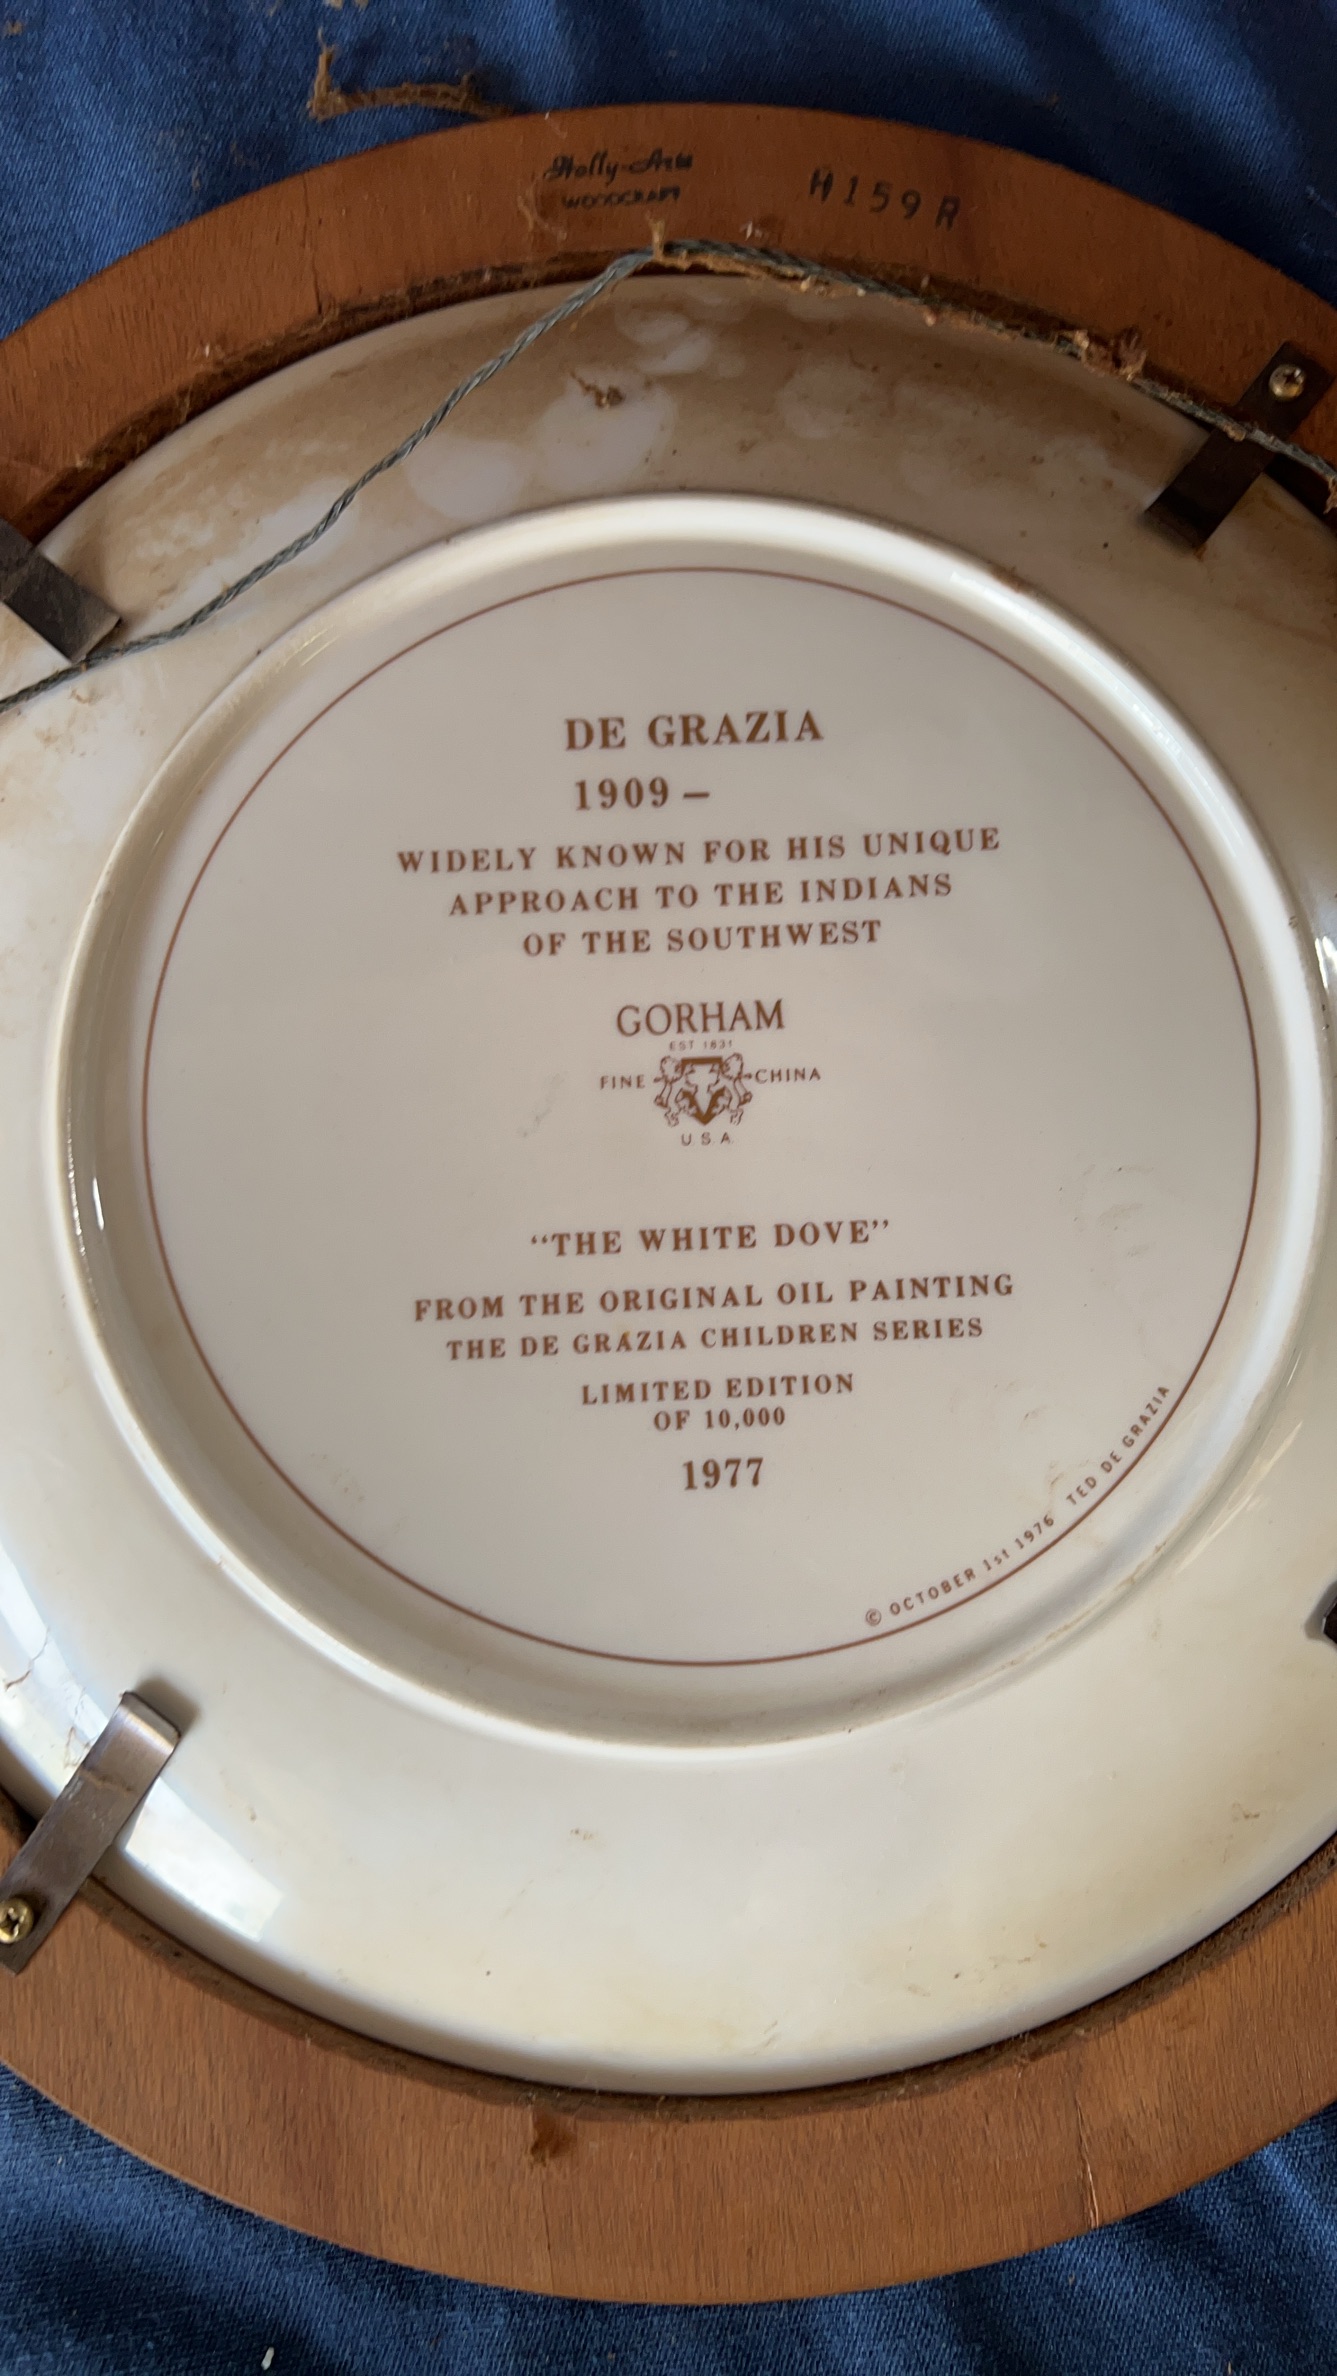 Holly-Arts
WOODCRAFT
H159R
DE GRAZIA
1909 –
WIDELY KNOWN FOR HIS UNIQUE
APPROACH TO THE INDIANS
OF THE SOUTHWEST
GORHAM
EST 1831
FINE CHINA
U S A
“THE WHITE DOVE”
FROM THE ORIGINAL OIL PAINTING
THE DE GRAZIA CHILDREN SERIES
LIMITED EDITION
OF 10,000
1977
© OCTOBER 1st 1976 TED DE GRAZIA